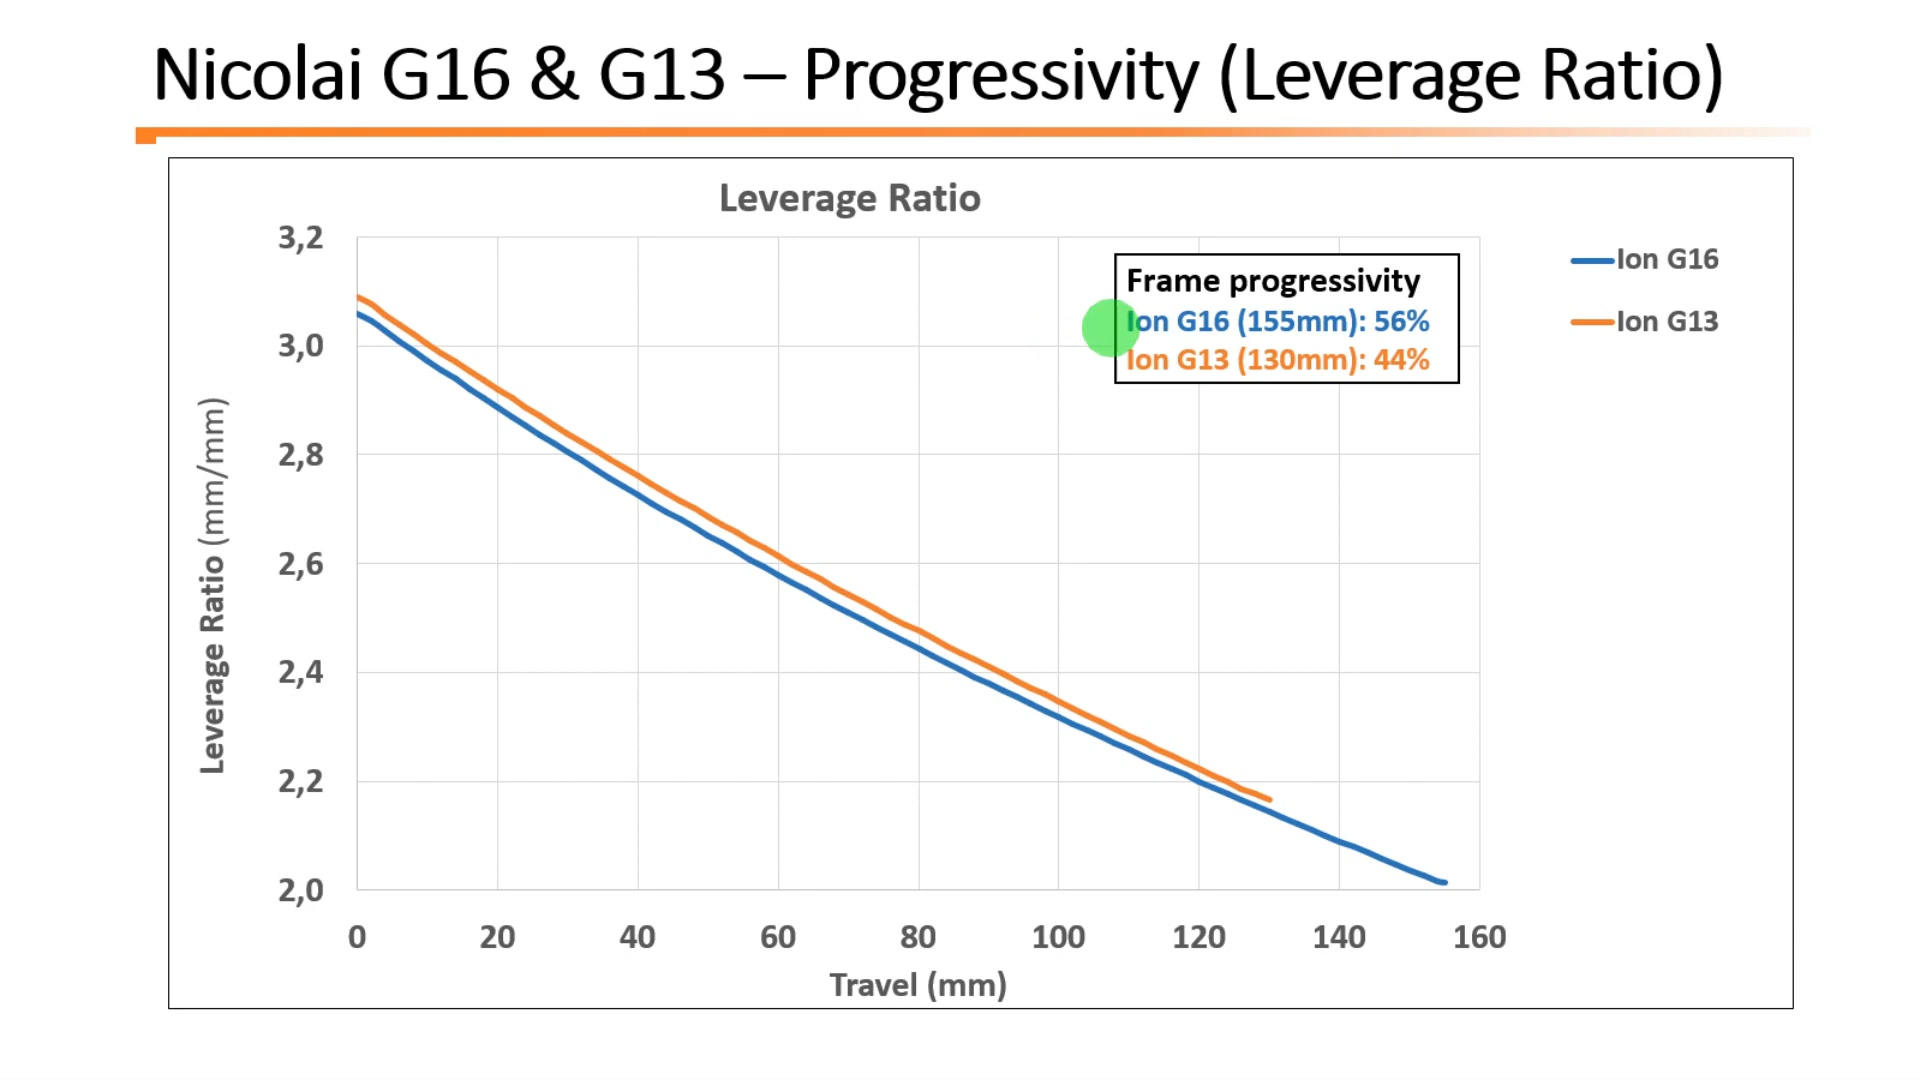 Nicolai G16 & G13 – Progressivity (Leverage Ratio)
Leverage Ratio
3,2
3,0
2,8
2,6
2,4
2,2
2,0
Leverage Ratio (mm/mm)
Frame progressivity
Ion G16 (155mm): 56%
Ion G13 (130mm): 44%
Ion G16
Ion G13
0 20 40 60 80 100 120 140 160
Travel (mm)